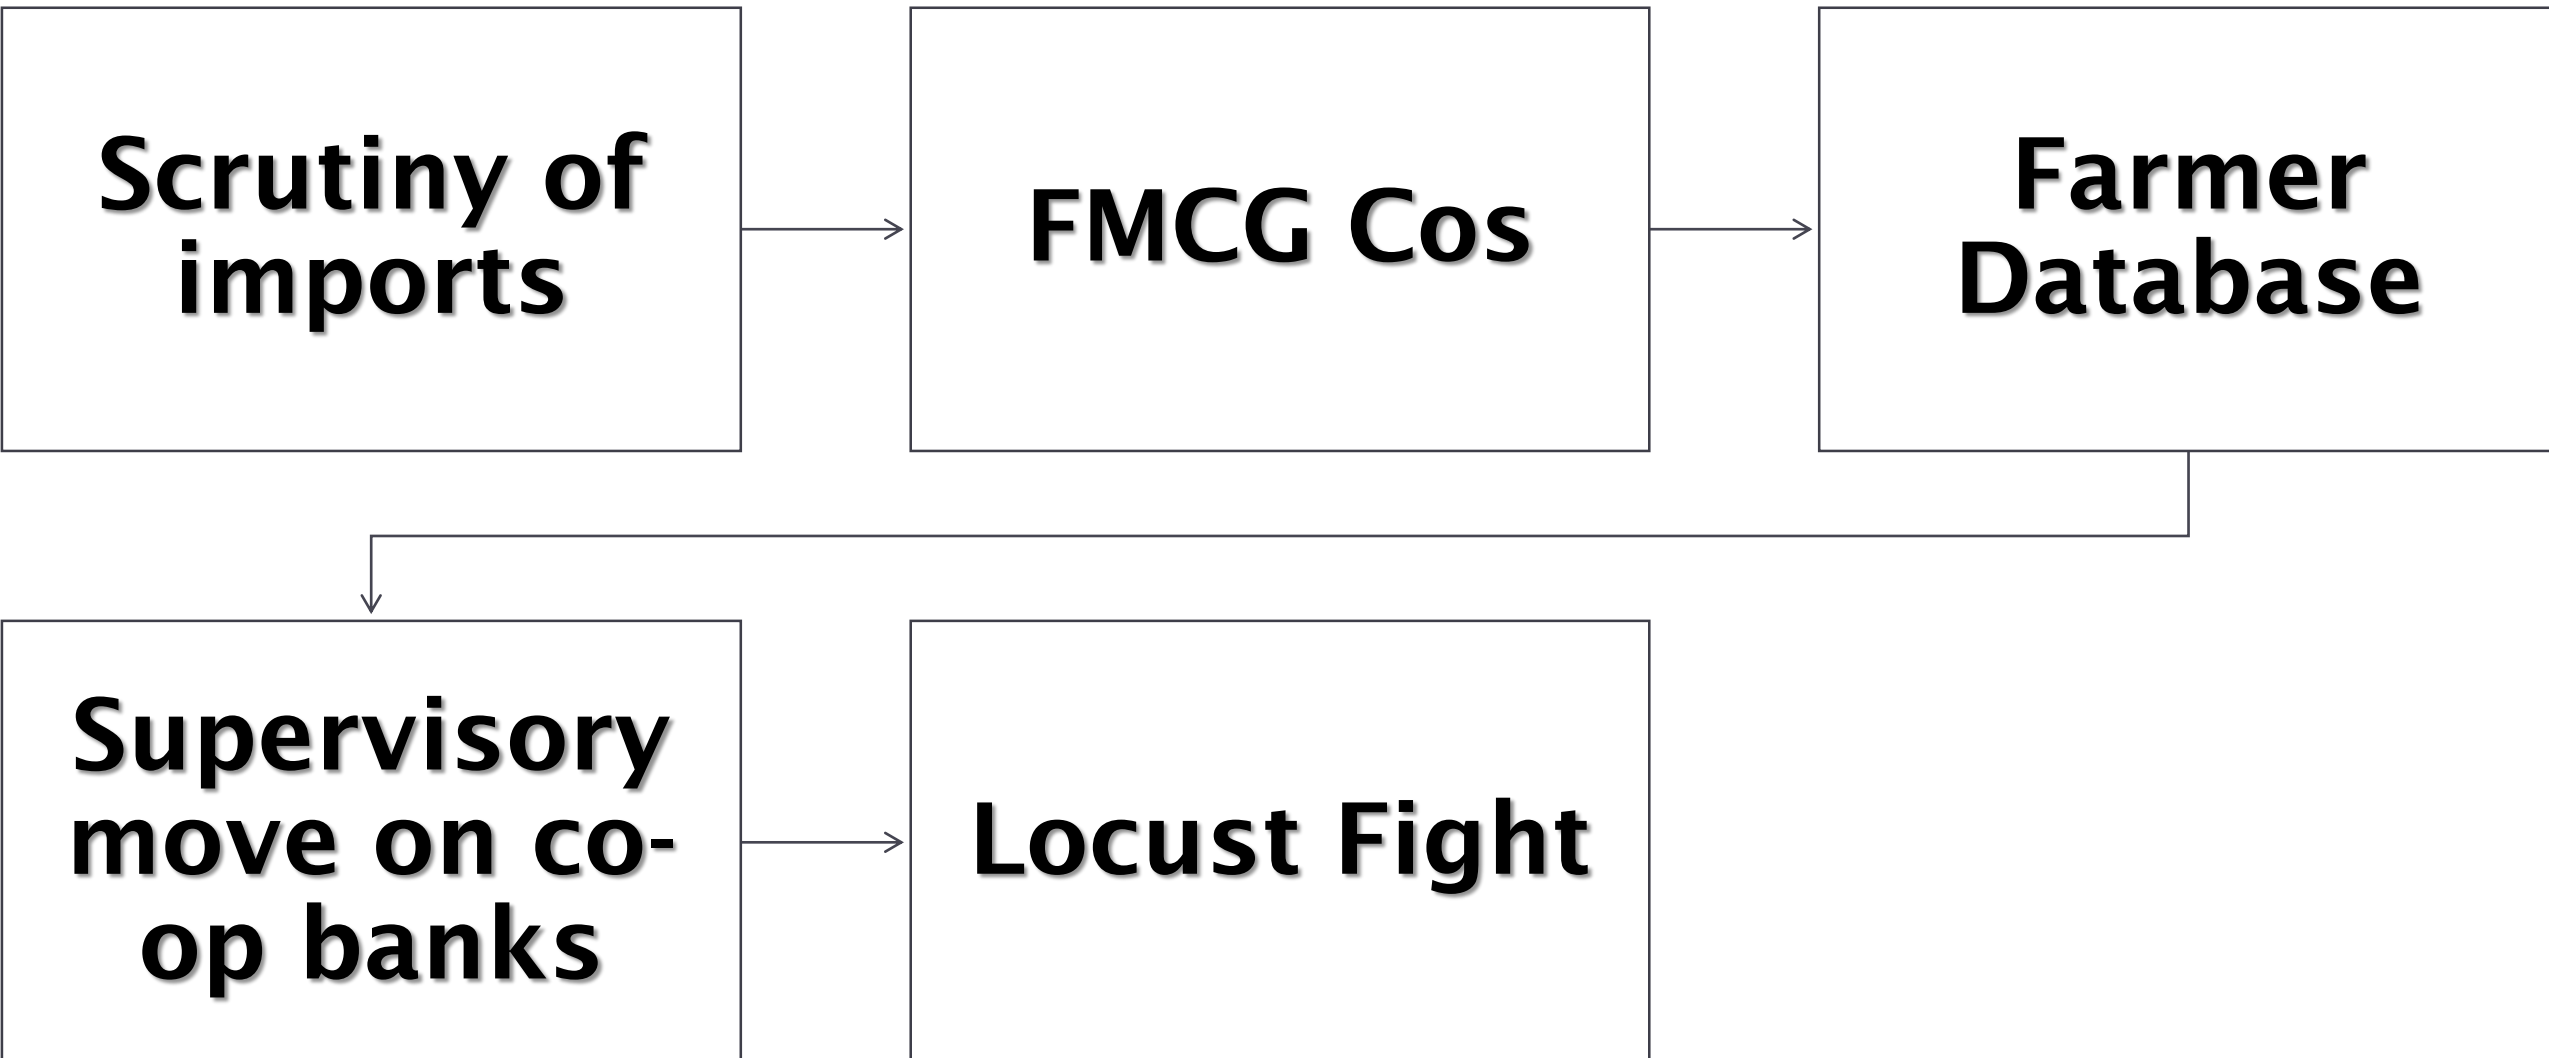 Scrutiny of
imports
FMCG Cos
Farmer
Database
Supervisory
move on co-
op banks
Locust Fight